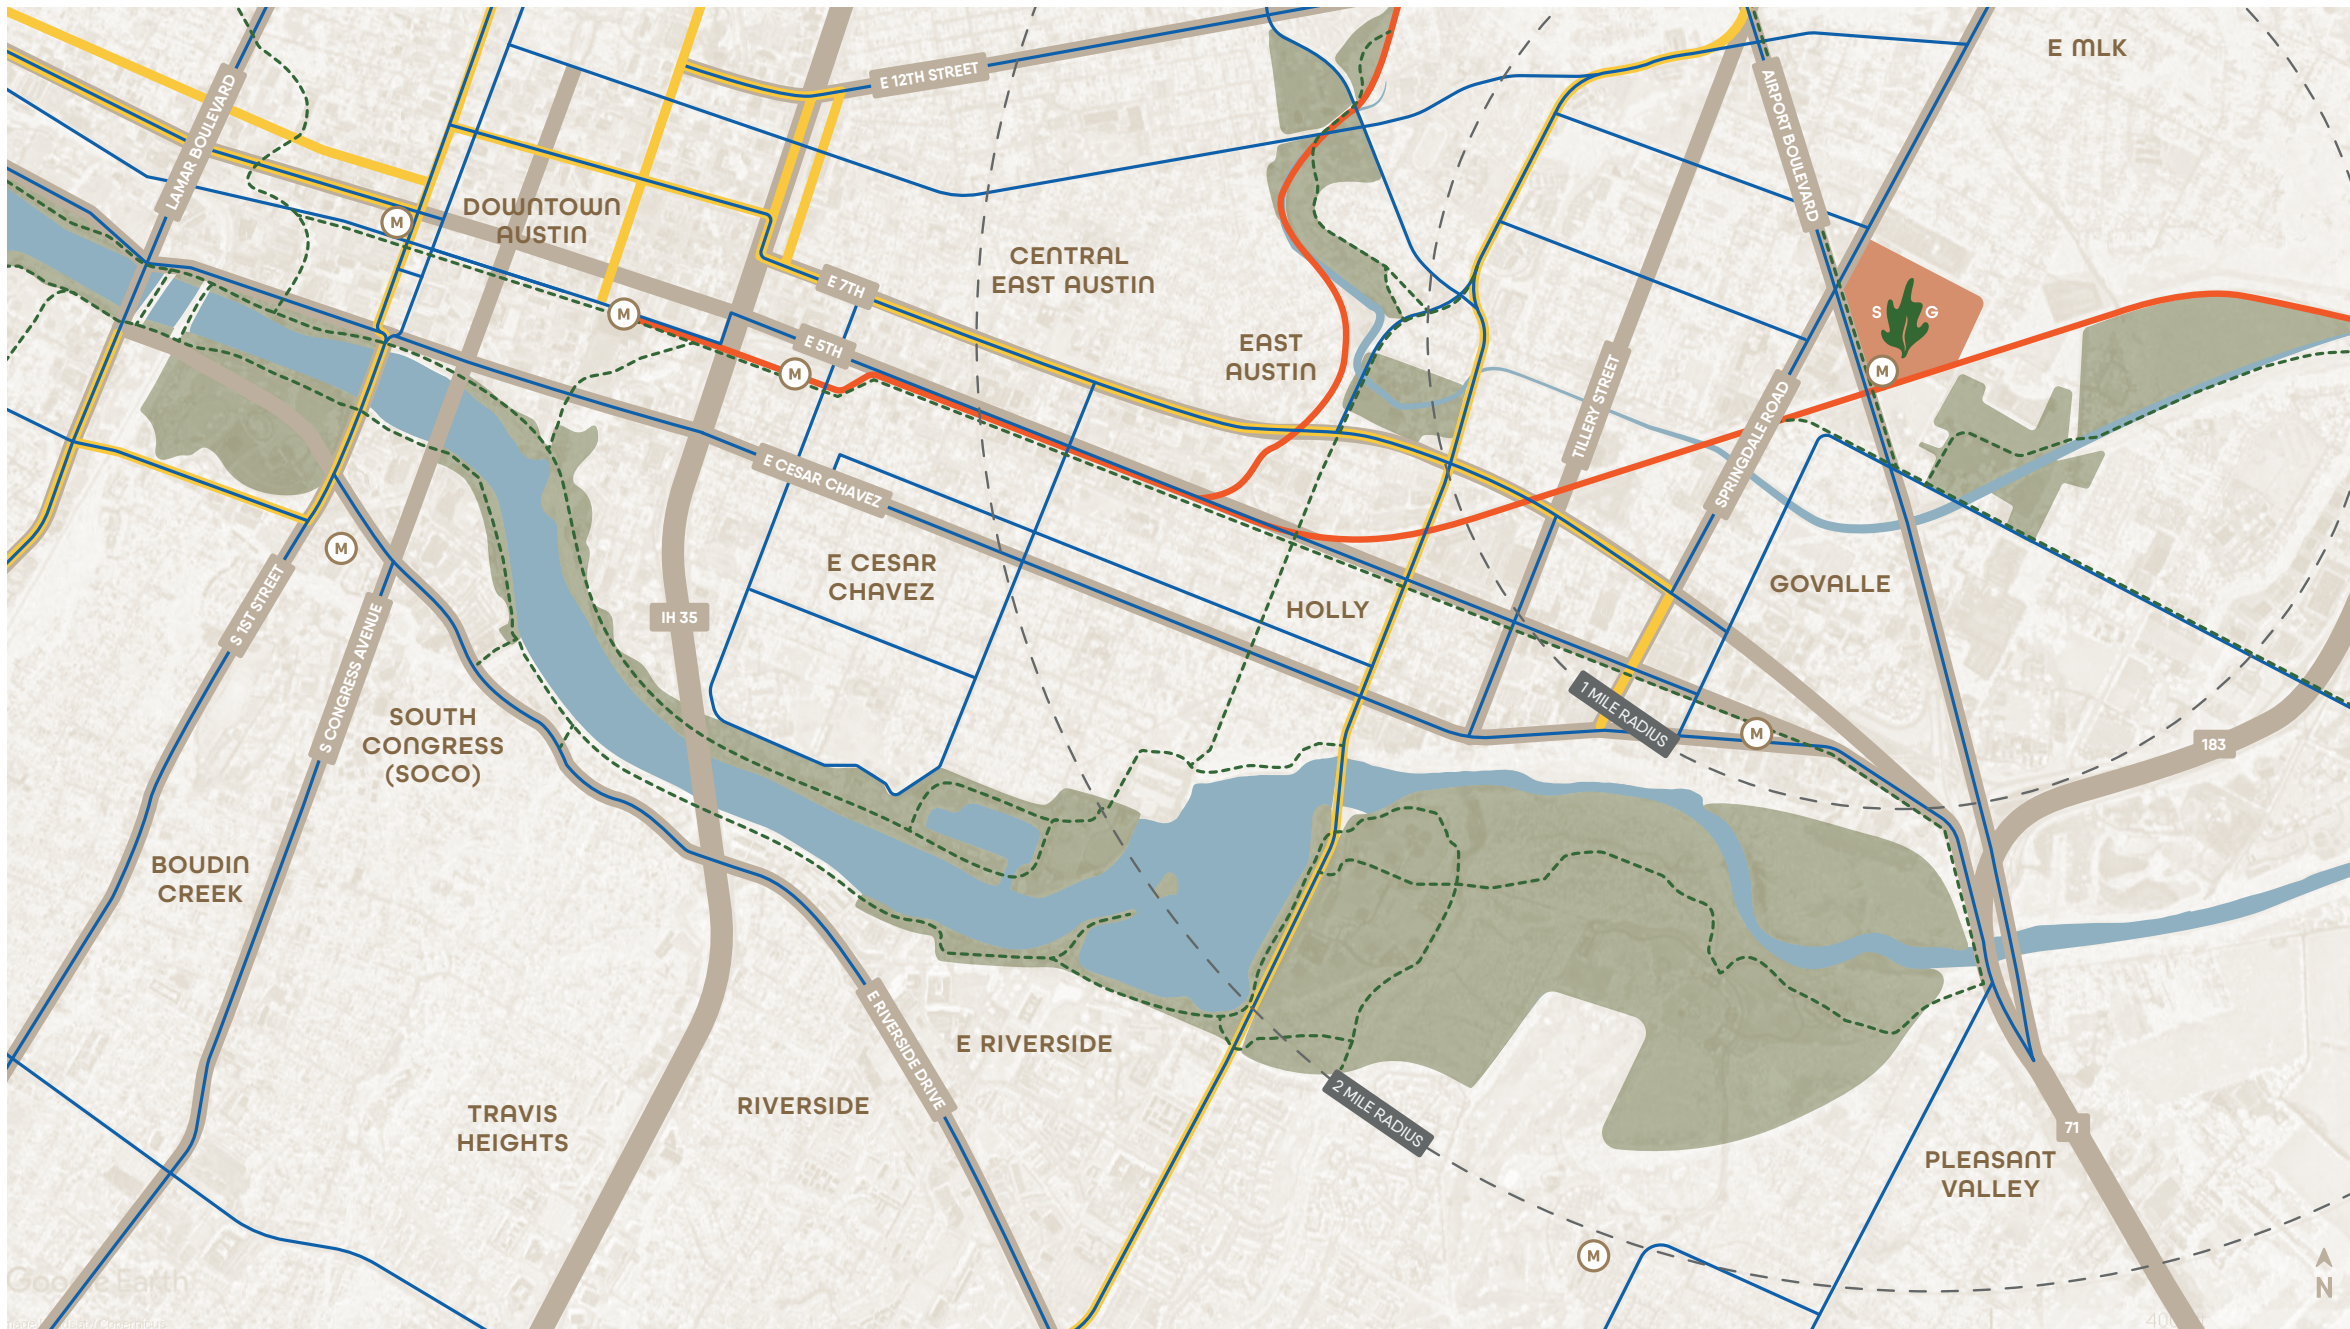 E MLK
E 12TH STREET
LAMAR BOULEVARD
AIRPORT BOULEVARD
M
DOWNTOWN
AUSTIN
CENTRAL
EAST AUSTIN
E 7TH
S G
M
E 5TH
EAST
AUSTIN
M
M
TILLERY STREET
SPRINGDALE ROAD
E CESAR CHAVEZ
M
E CESAR
CHAVEZ
GOVALLE
HOLLY
S 1ST STREET
IH 35
S CONGRESS AVENUE
1 MILE RADIUS
SOUTH
CONGRESS
(SOCO)
M
183
BOUDIN
CREEK
E RIVERSIDE DRIVE
E RIVERSIDE
2 MILE RADIUS
RIVERSIDE
TRAVIS
HEIGHTS
71
PLEASANT
VALLEY
M
N
Google Earth